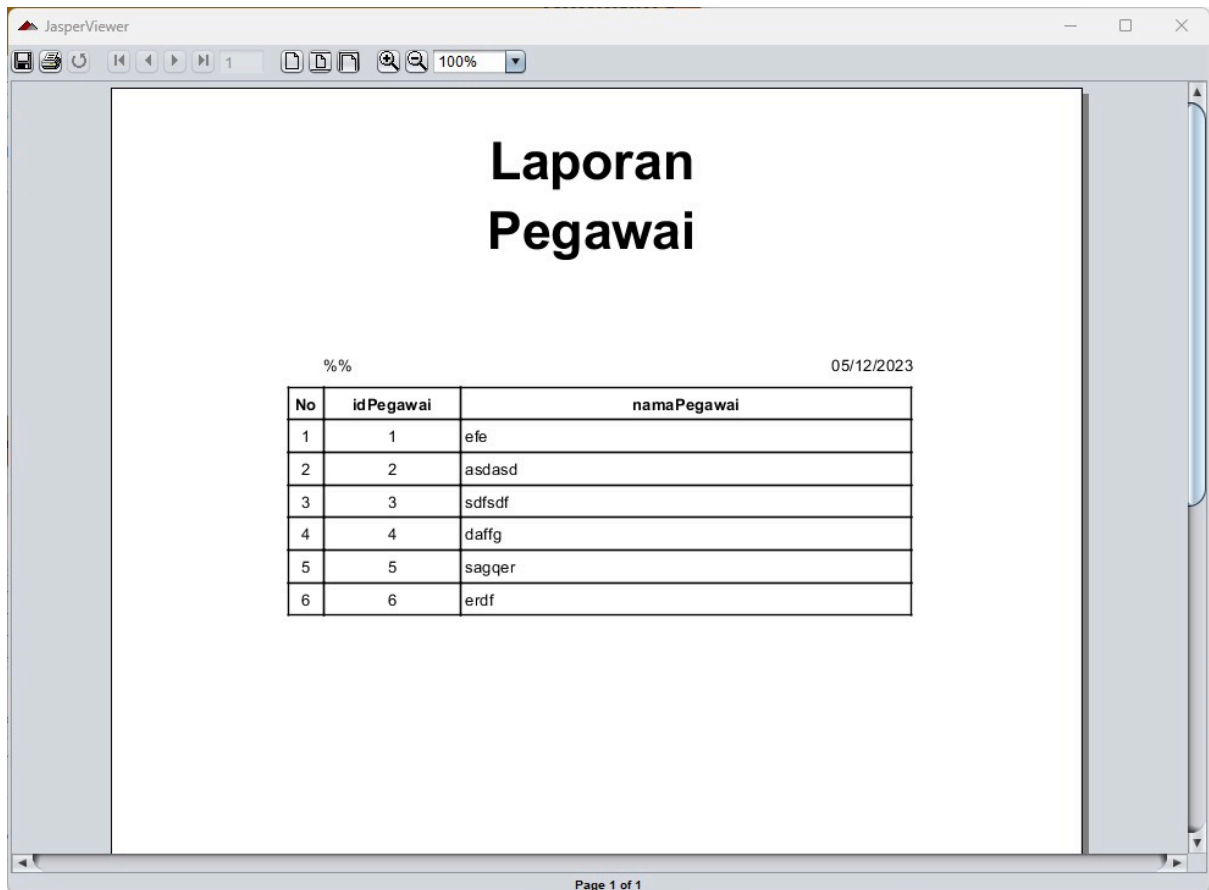 JasperViewer
1 100%
Laporan
Pegawai
%% 05/12/2023
No idPegawai namaPegawai
1 1 efe
2 2 asdasd
3 3 sdfsdf
4 4 daffg
5 5 sagqer
6 6 erdf
Page 1 of 1